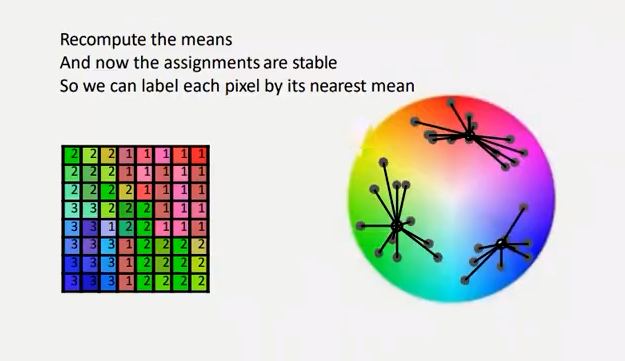 Recompute the means
And now the assignments are stable
So we can label each pixel by its nearest mean
2 2 2 1 1 1 1 1
2 2 2 1 1 1 1 1
2 2 2 2 1 1 1 1
3 3 2 2 2 1 1 1
3 3 1 2 2 1 1 1
3 3 3 1 2 2 2 2
3 3 3 1 2 2 2 2
3 3 3 1 2 2 2 2